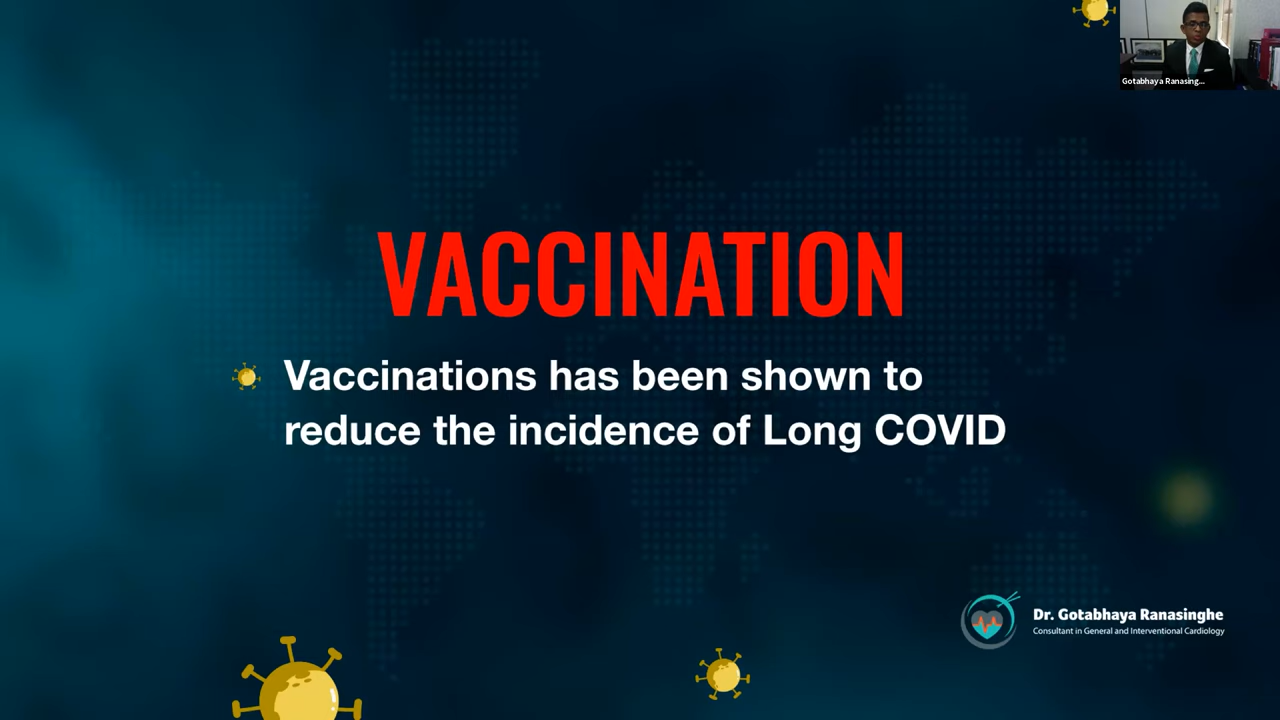 Gotabhaya Ranasing...
VACCINATION
Vaccinations has been shown to
reduce the incidence of Long COVID
Dr. Gotabhaya Ranasinghe
Consultant in General and Interventional Cardiology